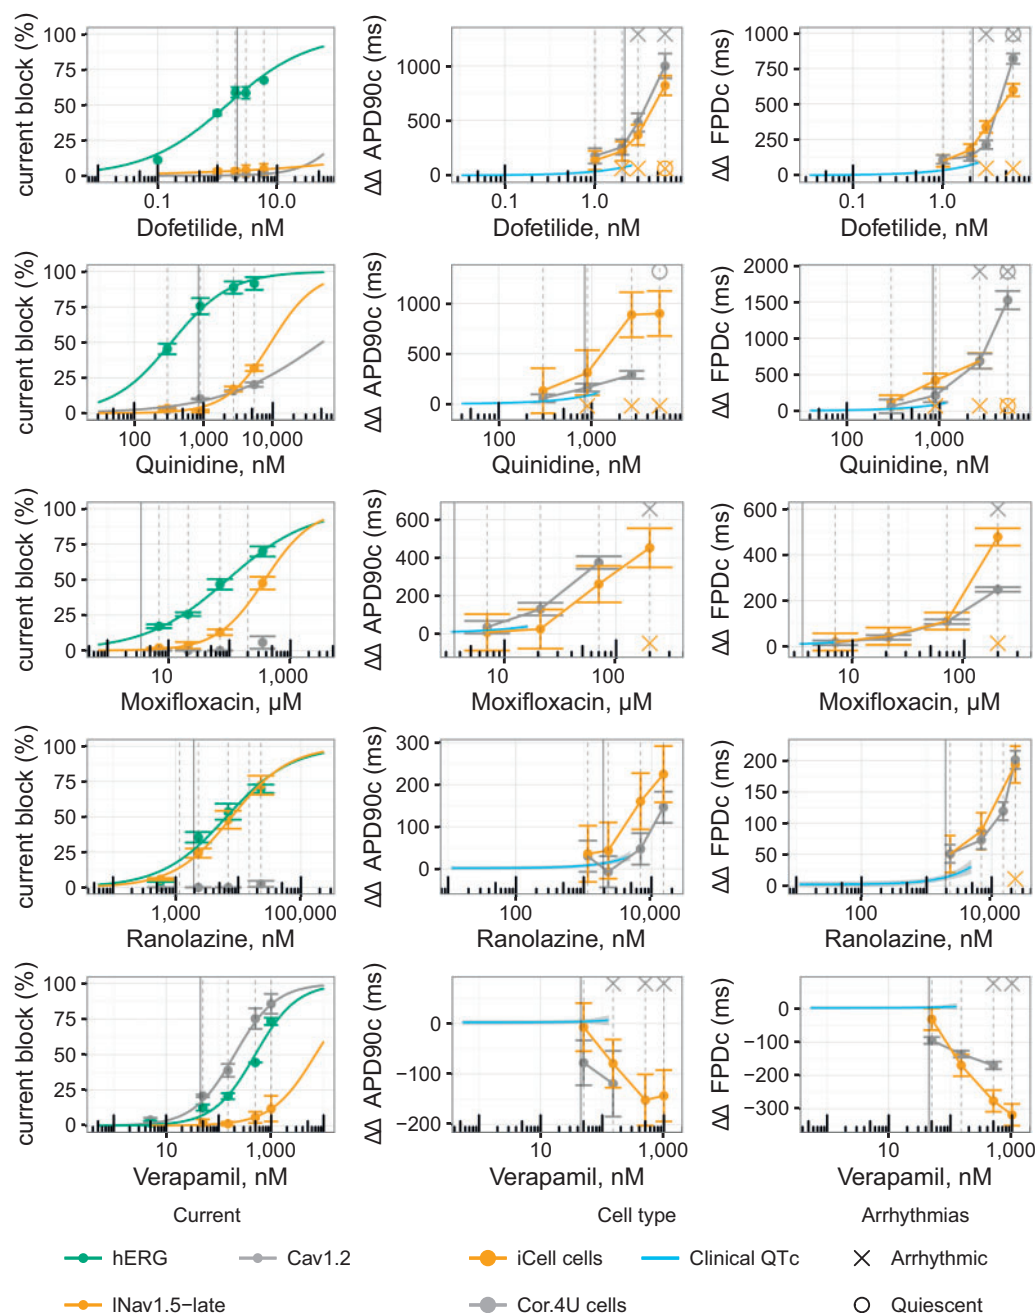 current block (%)
100
75
50
25
0
0.1
10.0
Dofetilide, nM
ΔΔ APD90c (ms)
1000
500
0
0.1
1.0
Dofetilide, nM
ΔΔ FPDc (ms)
1000
750
500
250
0
0.1
1.0
Dofetilide, nM
current block (%)
100
75
50
25
0
100
1,000
10,000
Quinidine, nM
ΔΔ APD90c (ms)
1000
500
0
100
1,000
Quinidine, nM
ΔΔ FPDc (ms)
2000
1500
1000
500
0
100
1,000
Quinidine, nM
current block (%)
100
75
50
25
0
10
1,000
Moxifloxacin, µM
ΔΔ APD90c (ms)
600
400
200
0
10
100
Moxifloxacin, µM
ΔΔ FPDc (ms)
600
400
200
0
10
100
Moxifloxacin, µM
current block (%)
100
75
50
25
0
1,000
100,000
Ranolazine, nM
ΔΔ APD90c (ms)
300
200
100
0
100
10,000
Ranolazine, nM
ΔΔ FPDc (ms)
200
150
100
50
0
100
10,000
Ranolazine, nM
current block (%)
100
75
50
25
0
10
1,000
Verapamil, nM
ΔΔ APD90c (ms)
0
−100
−200
10
1,000
Verapamil, nM
ΔΔ FPDc (ms)
0
−100
−200
−300
10
1,000
Verapamil, nM
Current
Cell type
Arrhythmias
hERG
Cav1.2
iCell cells
Clinical QTc
Arrhythmic
INav1.5−late
Cor.4U cells
Quiescent